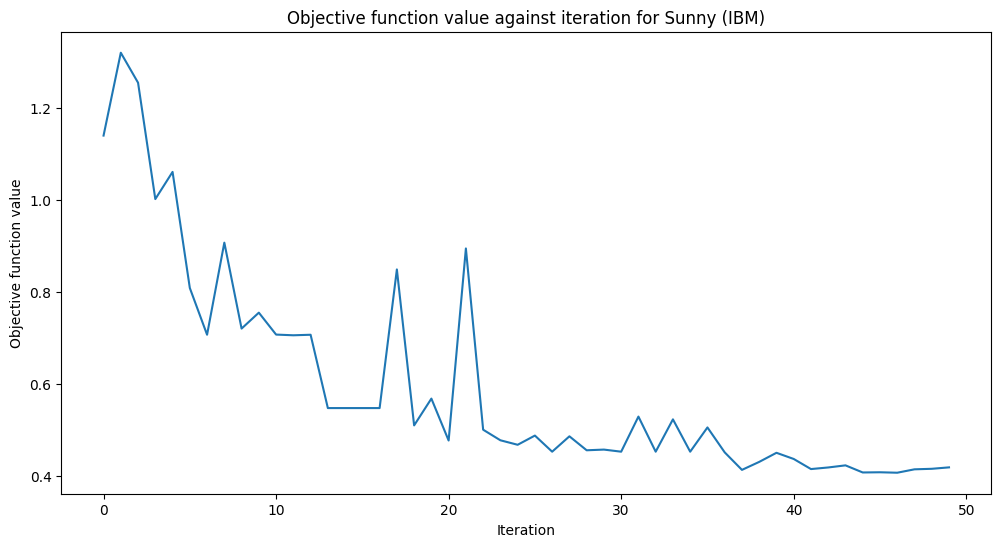 Objective function value against iteration for Sunny (IBM)
Objective function value
1.2
1.0
0.8
0.6
0.4
0 10 20 30 40 50
Iteration